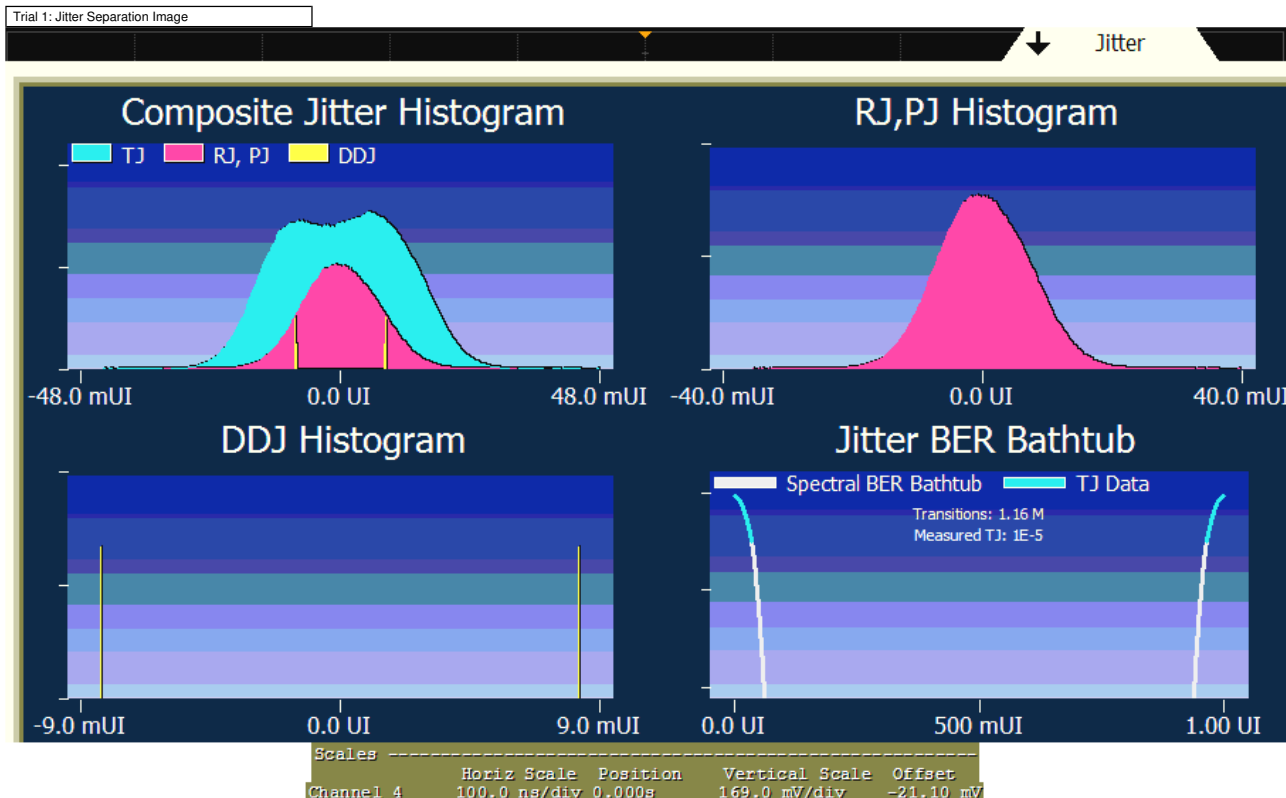 Trial 1: Jitter Separation Image
Jitter
Composite Jitter Histogram
TJ RJ, PJ DDJ
-48.0 mUI 0.0 UI 48.0 mUI
RJ,PJ Histogram
-40.0 mUI 0.0 UI 40.0 mUI
DDJ Histogram
-9.0 mUI 0.0 UI 9.0 mUI
Jitter BER Bathtub
Spectral BER Bathtub TJ Data
Transitions: 1.16 M
Measured TJ: 1E-5
0.0 UI 500 mUI 1.00 UI
Scales ---------------------------------------------------------
Horiz Scale Position Vertical Scale Offset
Channel 4 100.0 ns/div 0.000s 169.0 mV/div -21.10 mV